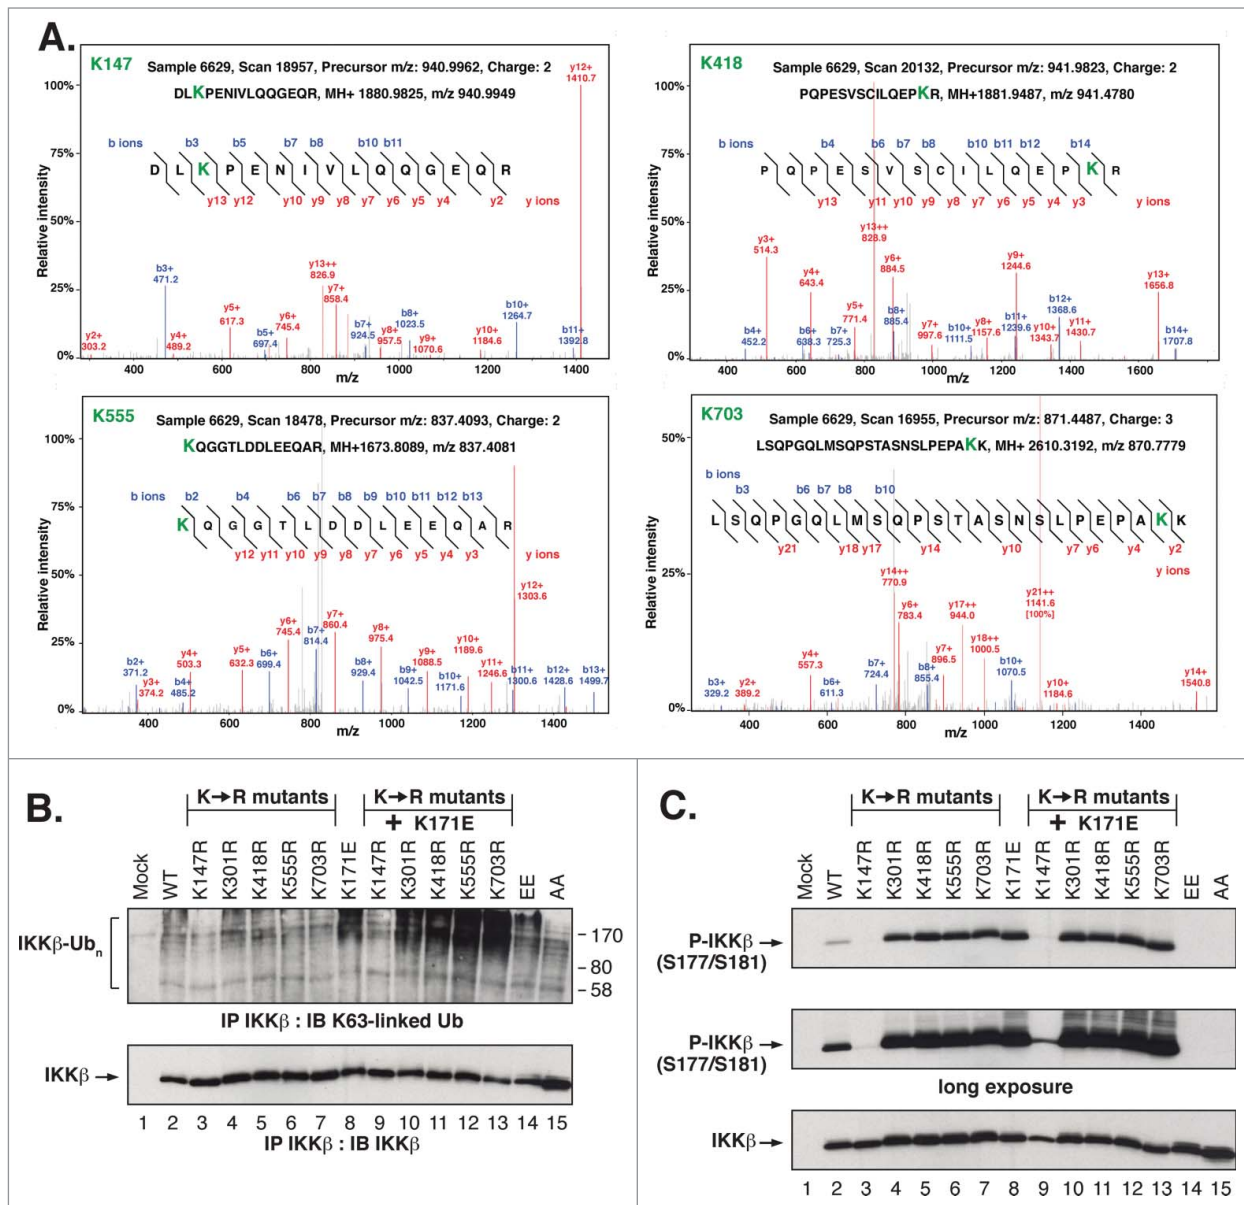 A.
K147
Sample 6629, Scan 18957, Precursor m/z: 940.9962, Charge: 2
DLKPENIVLQQGEQR, MH+ 1880.9825, m/z 940.9949
b ions b3 b5 b7 b8 b10 b11
D L K P E N I V L Q Q G E Q R
y13 y12 y10 y9 y8 y7 y6 y5 y4 y2 y ions
Relative intensity
100%
75%
50%
25%
0%
y12+
1410.7
b3+
471.2
y13++
826.9
y7+
858.4
y5+
617.3
y6+
745.4
b10+
1264.7
b8+
1023.5
b7+
924.5
y2+
303.2
y4+
489.2
b5+
697.4
y8+
957.5
y9+
1070.6
y10+
1184.6
b11+
1392.8
400 600 800 1000 1200 1400
m/z
K418
Sample 6629, Scan 20132, Precursor m/z: 941.9823, Charge: 2
PQPESVSCILQEPKR, MH+1881.9487, m/z 941.4780
b ions b4 b6 b7 b8 b10 b11 b12 b14
P Q P E S V S C I L Q E P K R
y13 y11 y10 y9 y8 y7 y6 y5 y4 y3 y ions
Relative intensity
100%
75%
50%
25%
0%
y13++
828.9
y3+
514.3
y4+
643.4
y6+
884.5
y9+
1244.6
y13+
1656.8
y5+
771.4
b8+
885.4
b12+
1368.6
b4+
452.2
b6+
638.3
b7+
725.3
y7+
997.6
b10+
1111.5
y8+
1157.6
b11+
1239.6
y10+
1343.7
y11+
1430.7
b14+
1707.8
400 600 800 1000 1200 1400 1600
m/z
K555
Sample 6629, Scan 18478, Precursor m/z: 837.4093, Charge: 2
KQGGTLDDLEEQAR, MH+1673.8089, m/z 837.4081
b ions b2 b4 b6 b7 b8 b9 b10 b11 b12 b13
K Q G G T L D D L E E Q A R
y12 y11 y10 y9 y8 y7 y6 y5 y4 y3 y ions
Relative intensity
100%
75%
50%
25%
0%
y12+
1303.6
y6+
745.4
b7+
814.4
y7+
860.4
y8+
975.4
y4+
503.3
y5+
632.3
b6+
699.4
b2+
371.2
y3+
374.2
b4+
485.2
b8+
929.4
b9+
1042.5
y9+
1088.5
b10+
1171.6
y10+
1189.6
y11+
1246.6
b11+
1300.6
b12+
1428.6
b13+
1499.7
400 600 800 1000 1200 1400
m/z
K703
Sample 6629, Scan 16955, Precursor m/z: 871.4487, Charge: 3
LSQPGQLMSQPSTASNSLPEPAKK, MH+ 2610.3192, m/z 870.7779
b ions
b3 b6 b7 b8 b10
L S Q P G Q L M S Q P S T A S N S L P E P A K K
y21 y18 y17 y14 y10 y7 y6 y4 y2
y ions
Relative intensity
50%
25%
0%
y14++
770.9
y6+
783.4
y17++
944.0
y21++
1141.6
[100%]
y18++
1000.5
y4+
557.3
b7+
724.4
b8+
855.4
y7+
896.5
b10+
1070.5
b3+
329.2
y2+
389.2
b6+
611.3
y10+
1184.6
y14+
1540.8
400 600 800 1000 1200 1400
m/z
B.
K→R mutants
K→R mutants
+ K171E
Mock WT K147R K301R K418R K555R K703R K171E K147R K301R K418R K555R K703R EE AA
IKKβ-Ubn
- 170
- 80
- 58
IP IKKβ : IB K63-linked Ub
IKKβ →
1 2 3 4 5 6 7 8 9 10 11 12 13 14 15
IP IKKβ : IB IKKβ
C.
K→R mutants
K→R mutants
+ K171E
Mock WT K147R K301R K418R K555R K703R K171E K147R K301R K418R K555R K703R EE AA
P-IKKβ →
(S177/S181)
P-IKKβ →
(S177/S181)
long exposure
IKKβ →
1 2 3 4 5 6 7 8 9 10 11 12 13 14 15